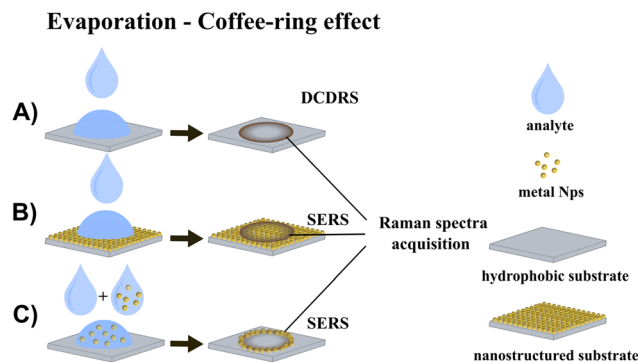 Evaporation - Coffee-ring effect
A)
DCDRS
analyte
metal Nps
B)
SERS
Raman spectra
acquisition
hydrophobic substrate
C)
+
SERS
nanostructured substrate